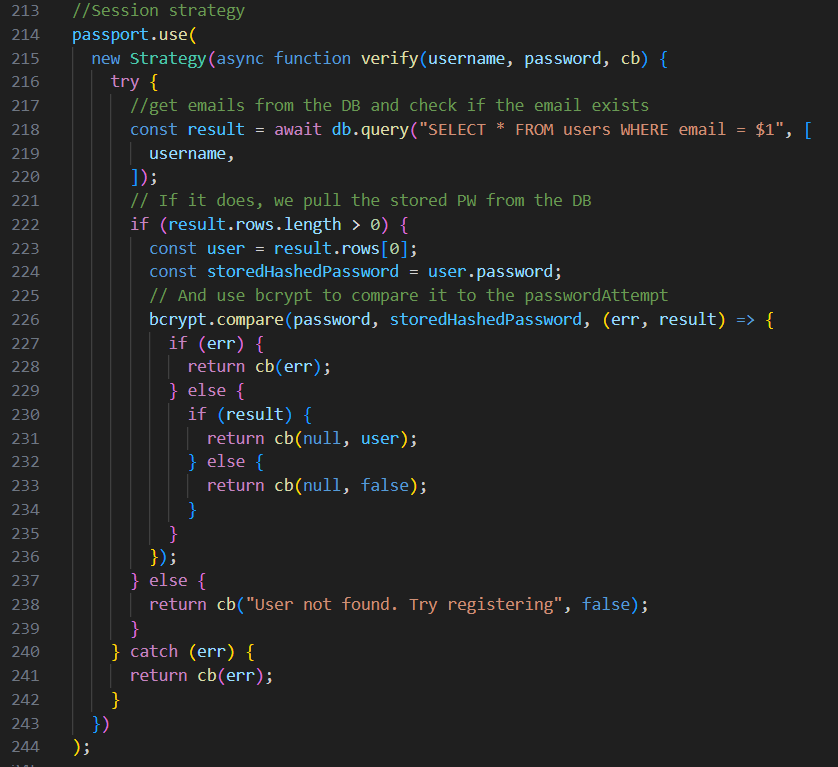 213 //Session strategy
214 passport.use(
215   new Strategy(async function verify(username, password, cb) {
216     try {
217       //get emails from the DB and check if the email exists
218       const result = await db.query("SELECT * FROM users WHERE email = $1", [
219         username,
220       ]);
221       // If it does, we pull the stored PW from the DB
222       if (result.rows.length > 0) {
223         const user = result.rows[0];
224         const storedHashedPassword = user.password;
225         // And use bcrypt to compare it to the passwordAttempt
226         bcrypt.compare(password, storedHashedPassword, (err, result) => {
227           if (err) {
228             return cb(err);
229           } else {
230             if (result) {
231               return cb(null, user);
232             } else {
233               return cb(null, false);
234             }
235           }
236         });
237       } else {
238         return cb("User not found. Try registering", false);
239       }
240     } catch (err) {
241       return cb(err);
242     }
243   })
244 );